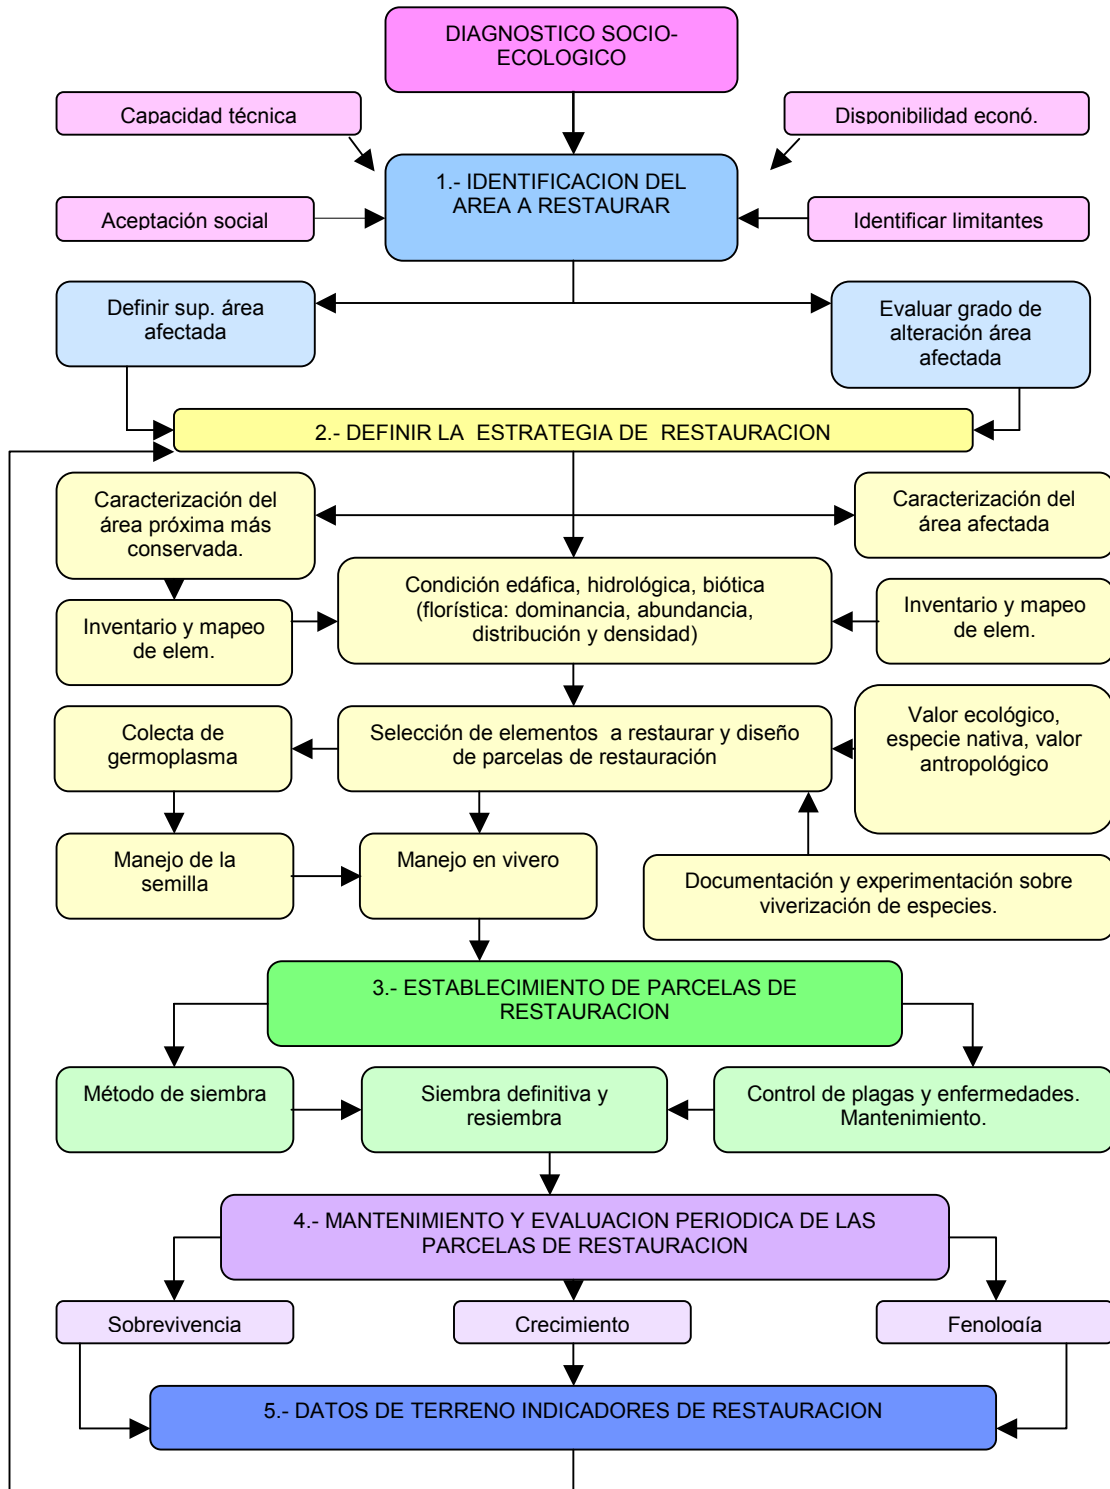 DIAGNOSTICO SOCIO-
ECOLOGICO
Capacidad técnica
Disponibilidad econó.
1.- IDENTIFICACION DEL
AREA A RESTAURAR
Aceptación social
Identificar limitantes
Definir sup. área
afectada
Evaluar grado de
alteración área
afectada
2.- DEFINIR LA ESTRATEGIA DE RESTAURACION
Caracterización del
área próxima más
conservada.
Caracterización del
área afectada
Condición edáfica, hidrológica, biótica
(florística: dominancia, abundancia,
distribución y densidad)
Inventario y mapeo
de elem.
Inventario y mapeo
de elem.
Colecta de
germoplasma
Selección de elementos a restaurar y diseño
de parcelas de restauración
Valor ecológico,
especie nativa, valor
antropológico
Manejo de la
semilla
Manejo en vivero
Documentación y experimentación sobre
viverización de especies.
3.- ESTABLECIMIENTO DE PARCELAS DE
RESTAURACION
Método de siembra
Siembra definitiva y
resiembra
Control de plagas y enfermedades.
Mantenimiento.
4.- MANTENIMIENTO Y EVALUACION PERIODICA DE LAS
PARCELAS DE RESTAURACION
Sobrevivencia
Crecimiento
Fenología
5.- DATOS DE TERRENO INDICADORES DE RESTAURACION